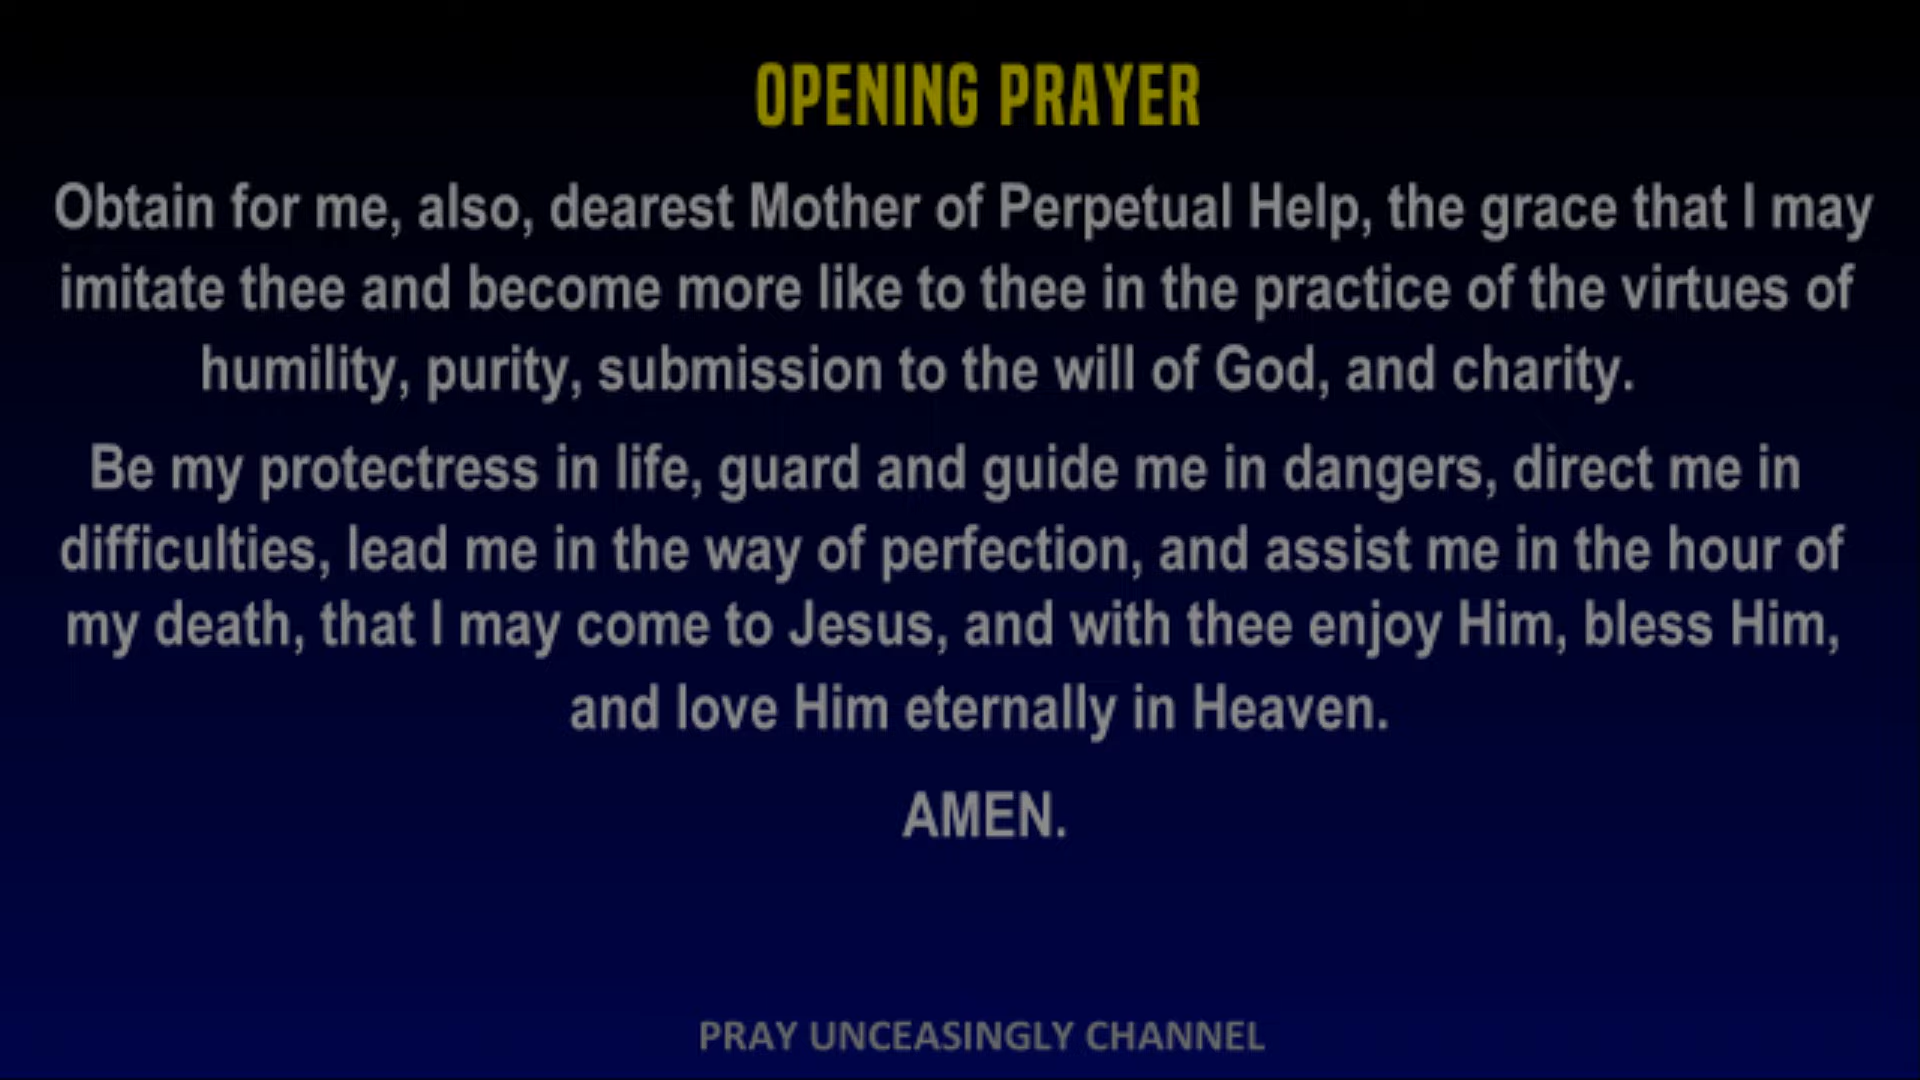 OPENING PRAYER
Obtain for me, also, dearest Mother of Perpetual Help, the grace that I may
imitate thee and become more like to thee in the practice of the virtues of
humility, purity, submission to the will of God, and charity.
Be my protectress in life, guard and guide me in dangers, direct me in
difficulties, lead me in the way of perfection, and assist me in the hour of
my death, that I may come to Jesus, and with thee enjoy Him, bless Him,
and love Him eternally in Heaven.
AMEN.
PRAY UNCEASINGLY CHANNEL